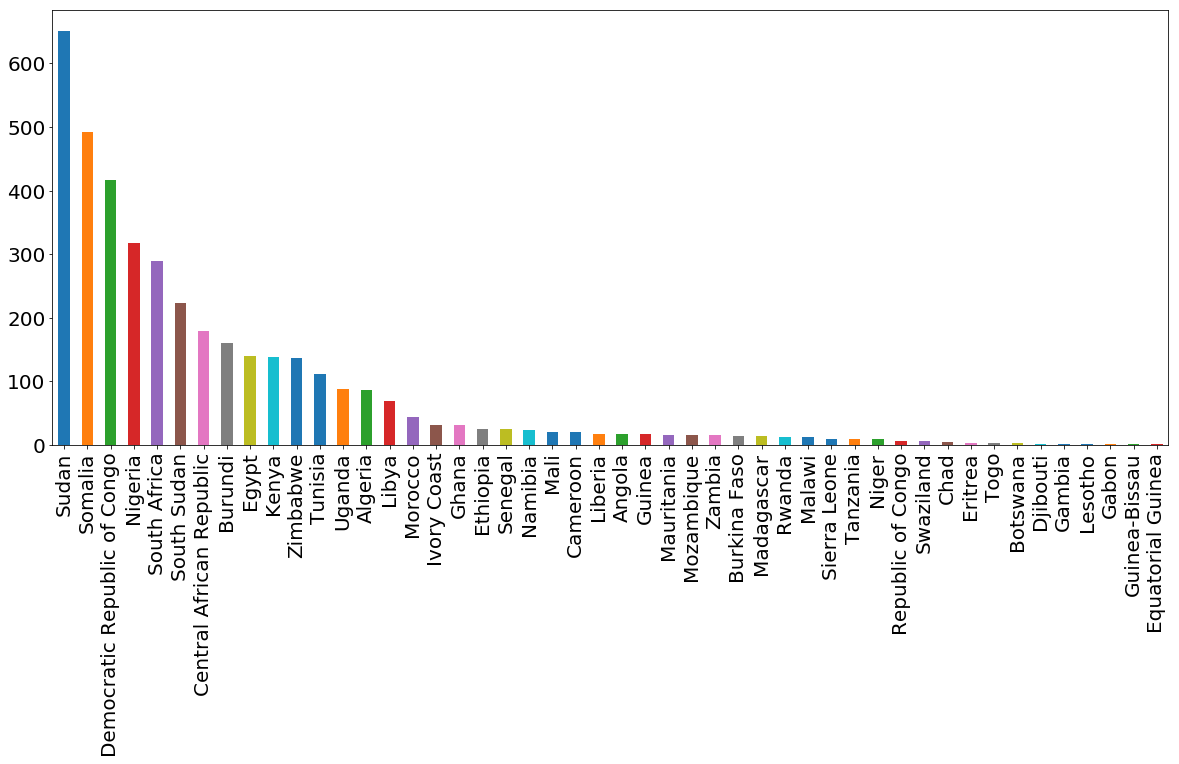 600
500
400
300
200
100
0
Sudan
Somalia
Democratic Republic of Congo
Nigeria
South Africa
South Sudan
Central African Republic
Burundi
Egypt
Kenya
Zimbabwe
Tunisia
Uganda
Algeria
Libya
Morocco
Ivory Coast
Ghana
Ethiopia
Senegal
Namibia
Mali
Cameroon
Liberia
Angola
Guinea
Mauritania
Mozambique
Zambia
Burkina Faso
Madagascar
Rwanda
Malawi
Sierra Leone
Tanzania
Niger
Republic of Congo
Swaziland
Chad
Eritrea
Togo
Botswana
Djibouti
Gambia
Lesotho
Gabon
Guinea-Bissau
Equatorial Guinea